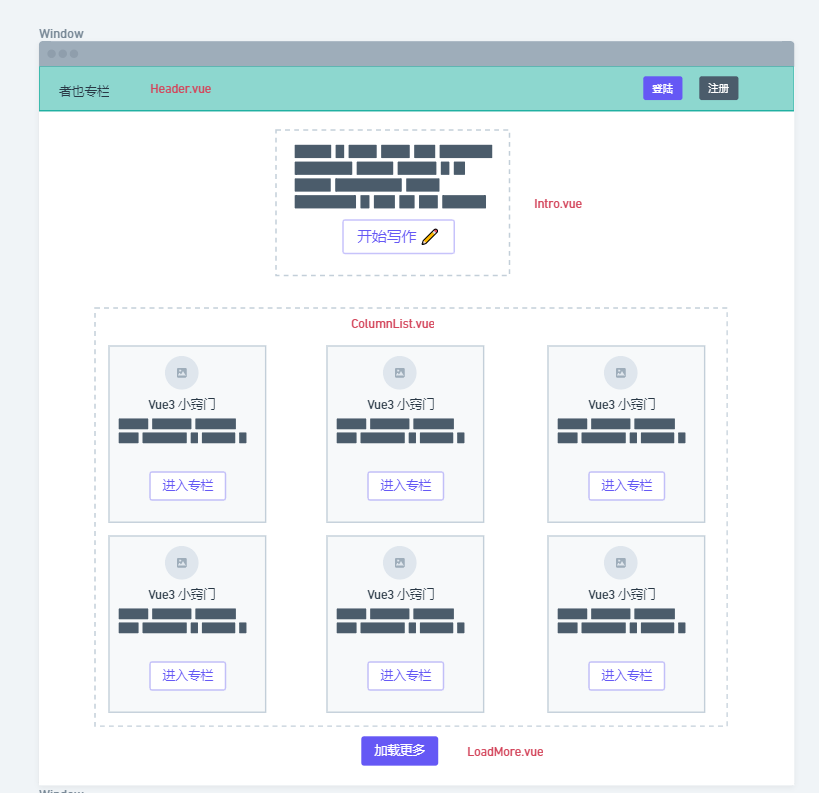 Window
者也专栏 Header.vue 登陆 注册
开始写作
Intro.vue
ColumnList.vue
Vue3 小窍门 Vue3 小窍门 Vue3 小窍门
进入专栏 进入专栏 进入专栏
Vue3 小窍门 Vue3 小窍门 Vue3 小窍门
进入专栏 进入专栏 进入专栏
加载更多 LoadMore.vue
Window